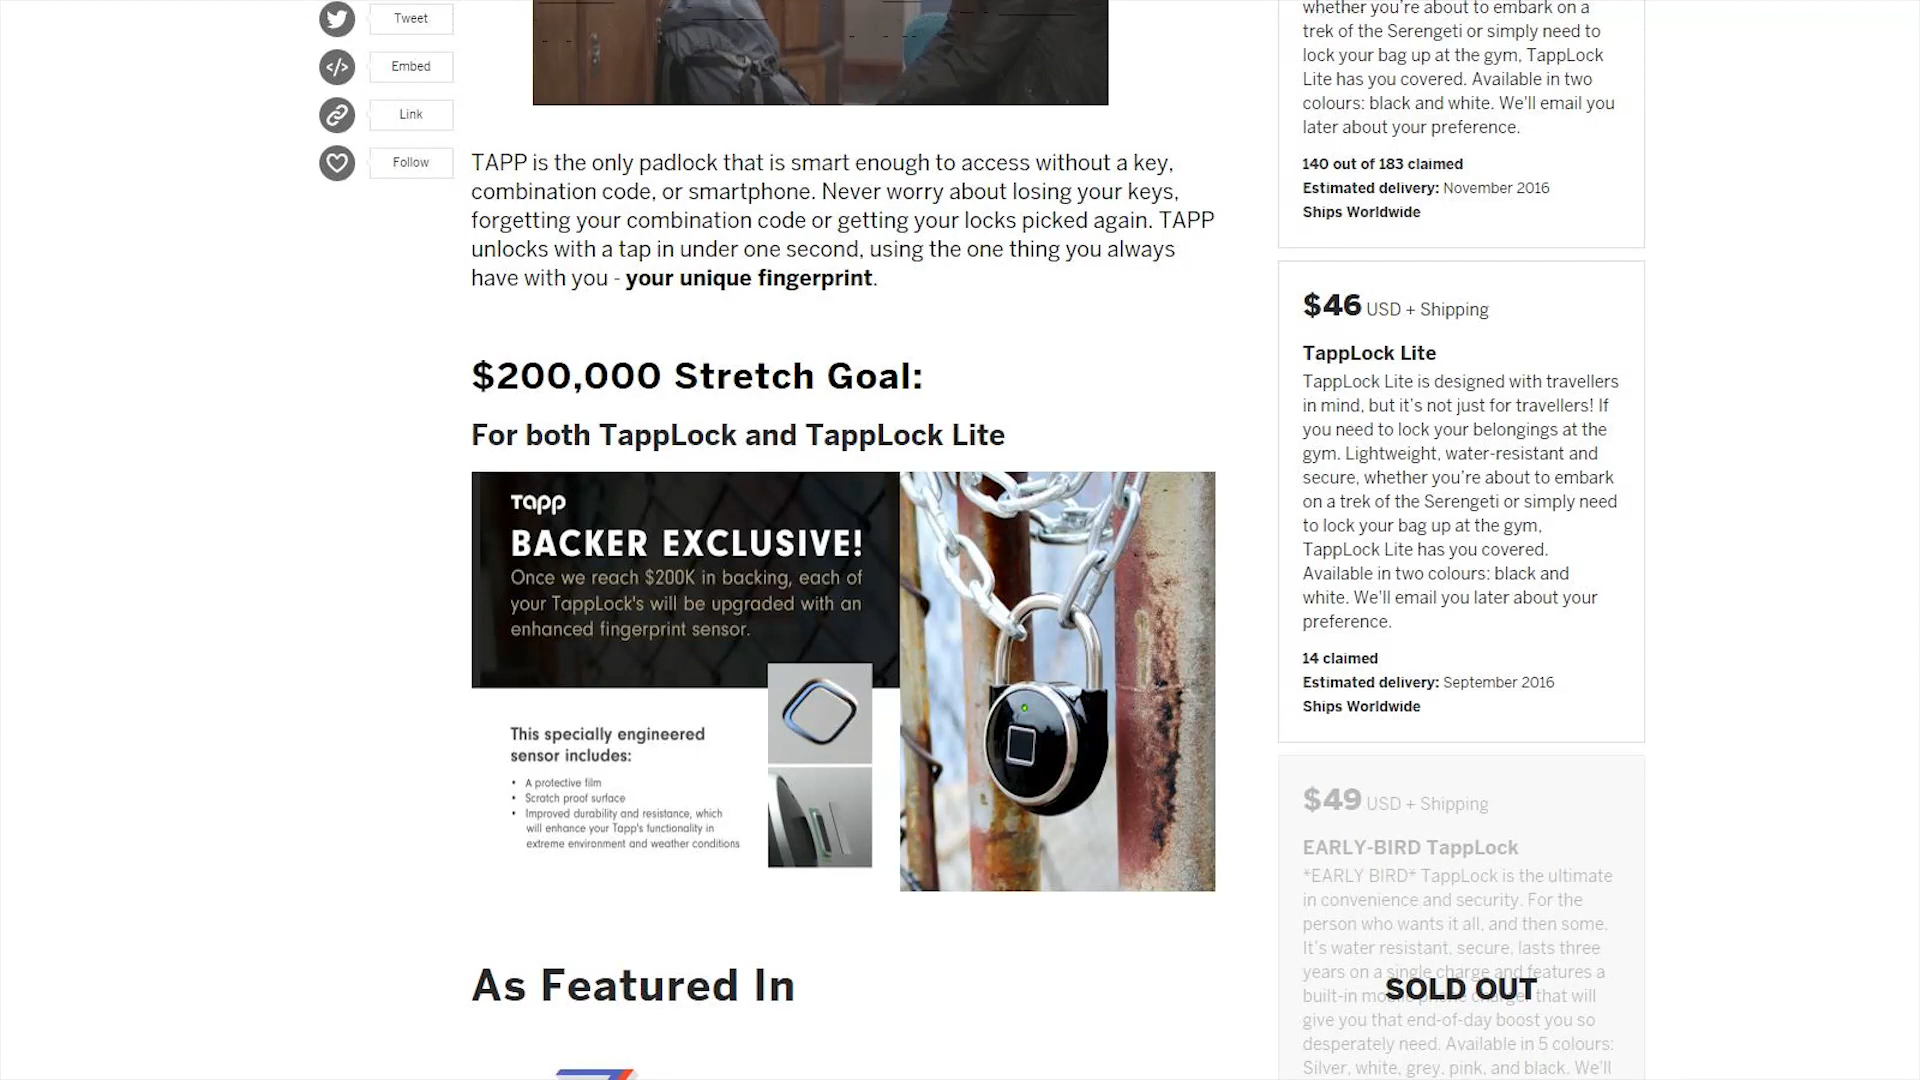 Tweet
Embed
Link
Follow
TAPP is the only padlock that is smart enough to access without a key,
combination code, or smartphone. Never worry about losing your keys,
forgetting your combination code or getting your locks picked again. TAPP
unlocks with a tap in under one second, using the one thing you always
have with you - your unique fingerprint.
$200,000 Stretch Goal:
For both TappLock and TappLock Lite
Tapp
BACKER EXCLUSIVE!
Once we reach $200K in backing, each of
your TappLock's will be upgraded with an
enhanced fingerprint sensor.
This specially engineered
sensor includes:
• A protective film
• Scratch proof surface
• Improved durability and resistance, which
will enhance your Tapp's functionality in
extreme environment and weather conditions
As Featured In
whether you're about to embark on a
trek of the Serengeti or simply need to
lock your bag up at the gym, TappLock
Lite has you covered. Available in two
colours: black and white. We'll email you
later about your preference.
140 out of 183 claimed
Estimated delivery: November 2016
Ships Worldwide
$46 USD + Shipping
TappLock Lite
TappLock Lite is designed with travellers
in mind, but it's not just for travellers! If
you need to lock your belongings at the
gym. Lightweight, water-resistant and
secure, whether you're about to embark
on a trek of the Serengeti or simply need
to lock your bag up at the gym,
TappLock Lite has you covered.
Available in two colours: black and
white. We'll email you later about your
preference.
14 claimed
Estimated delivery: September 2016
Ships Worldwide
$49 USD + Shipping
EARLY-BIRD TappLock
*EARLY BIRD* TappLock is the ultimate
in convenience and security. For the
person who wants it all, and then some.
It's water resistant, secure, lasts three
years on a single charge and features a
built-in mobile phone charger that will
SOLD OUT
give you that end-of-day boost you so
desperately need. Available in 5 colours:
Silver, white, grey, pink, and black. We'll